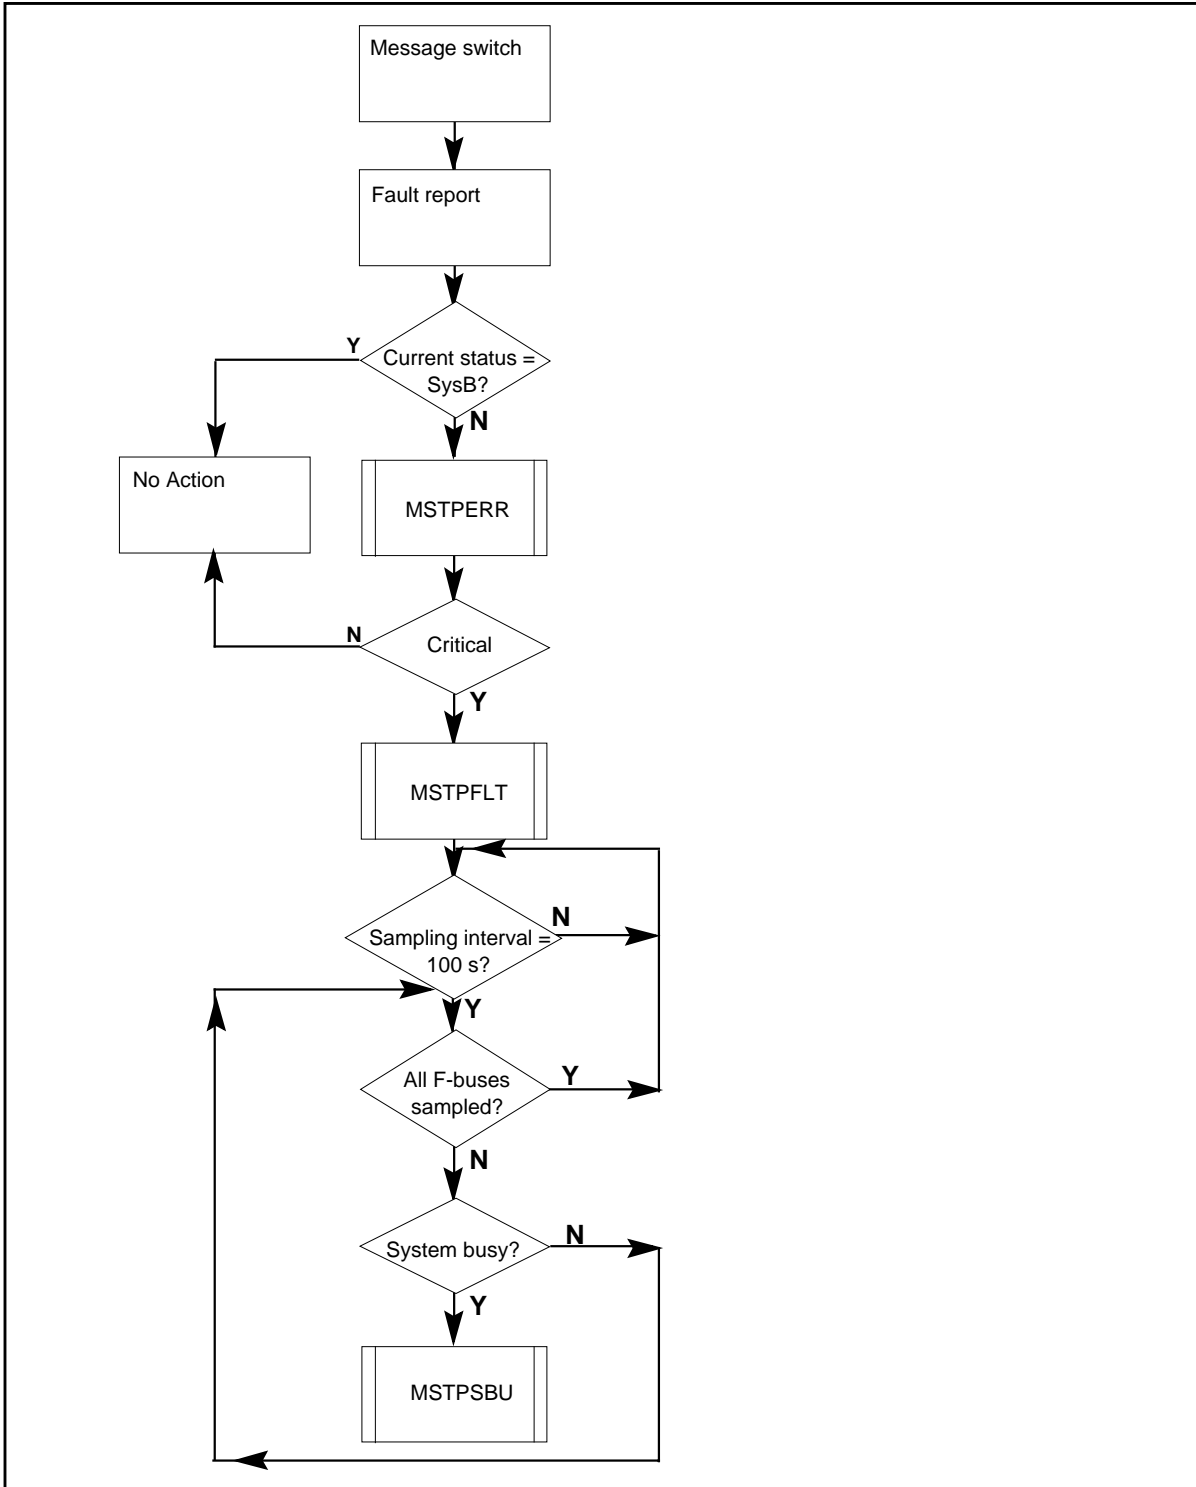 Message switch
Fault report
Y
Current status =
SysB?
N
No Action
MSTPERR
N
Critical
Y
MSTPFLT
N
Sampling interval =
100 s?
Y
All F-buses
sampled?
Y
N
System busy?
N
Y
MSTPSBU